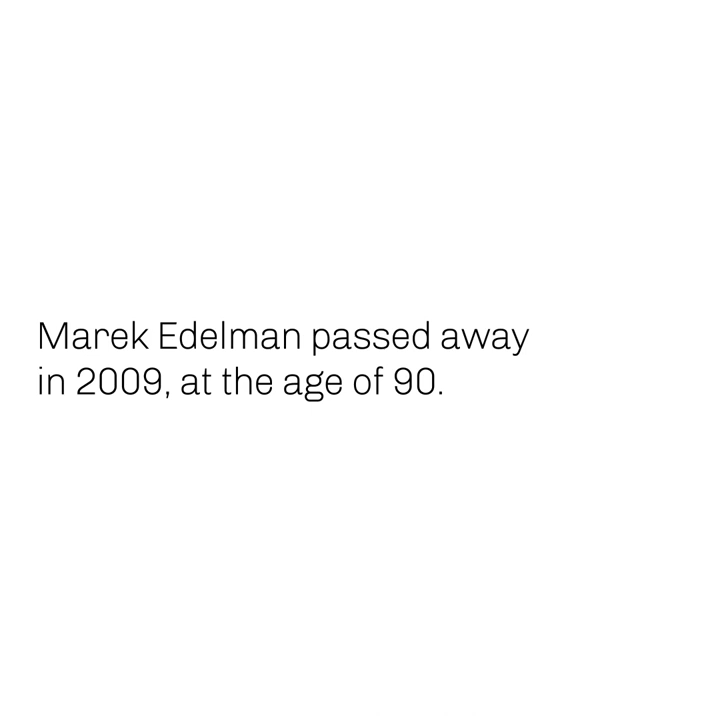 Marek Edelman passed away
in 2009, at the age of 90.